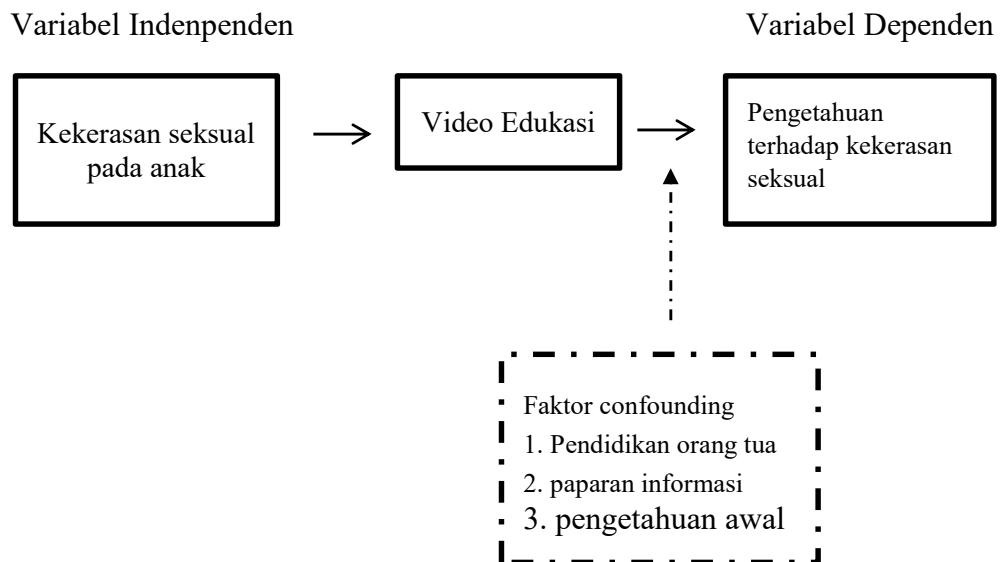 Variabel Indenpenden
Variabel Dependen
Kekerasan seksual
pada anak
Video Edukasi
Pengetahuan
terhadap kekerasan
seksual
Faktor confounding
1. Pendidikan orang tua
2. paparan informasi
3. pengetahuan awal